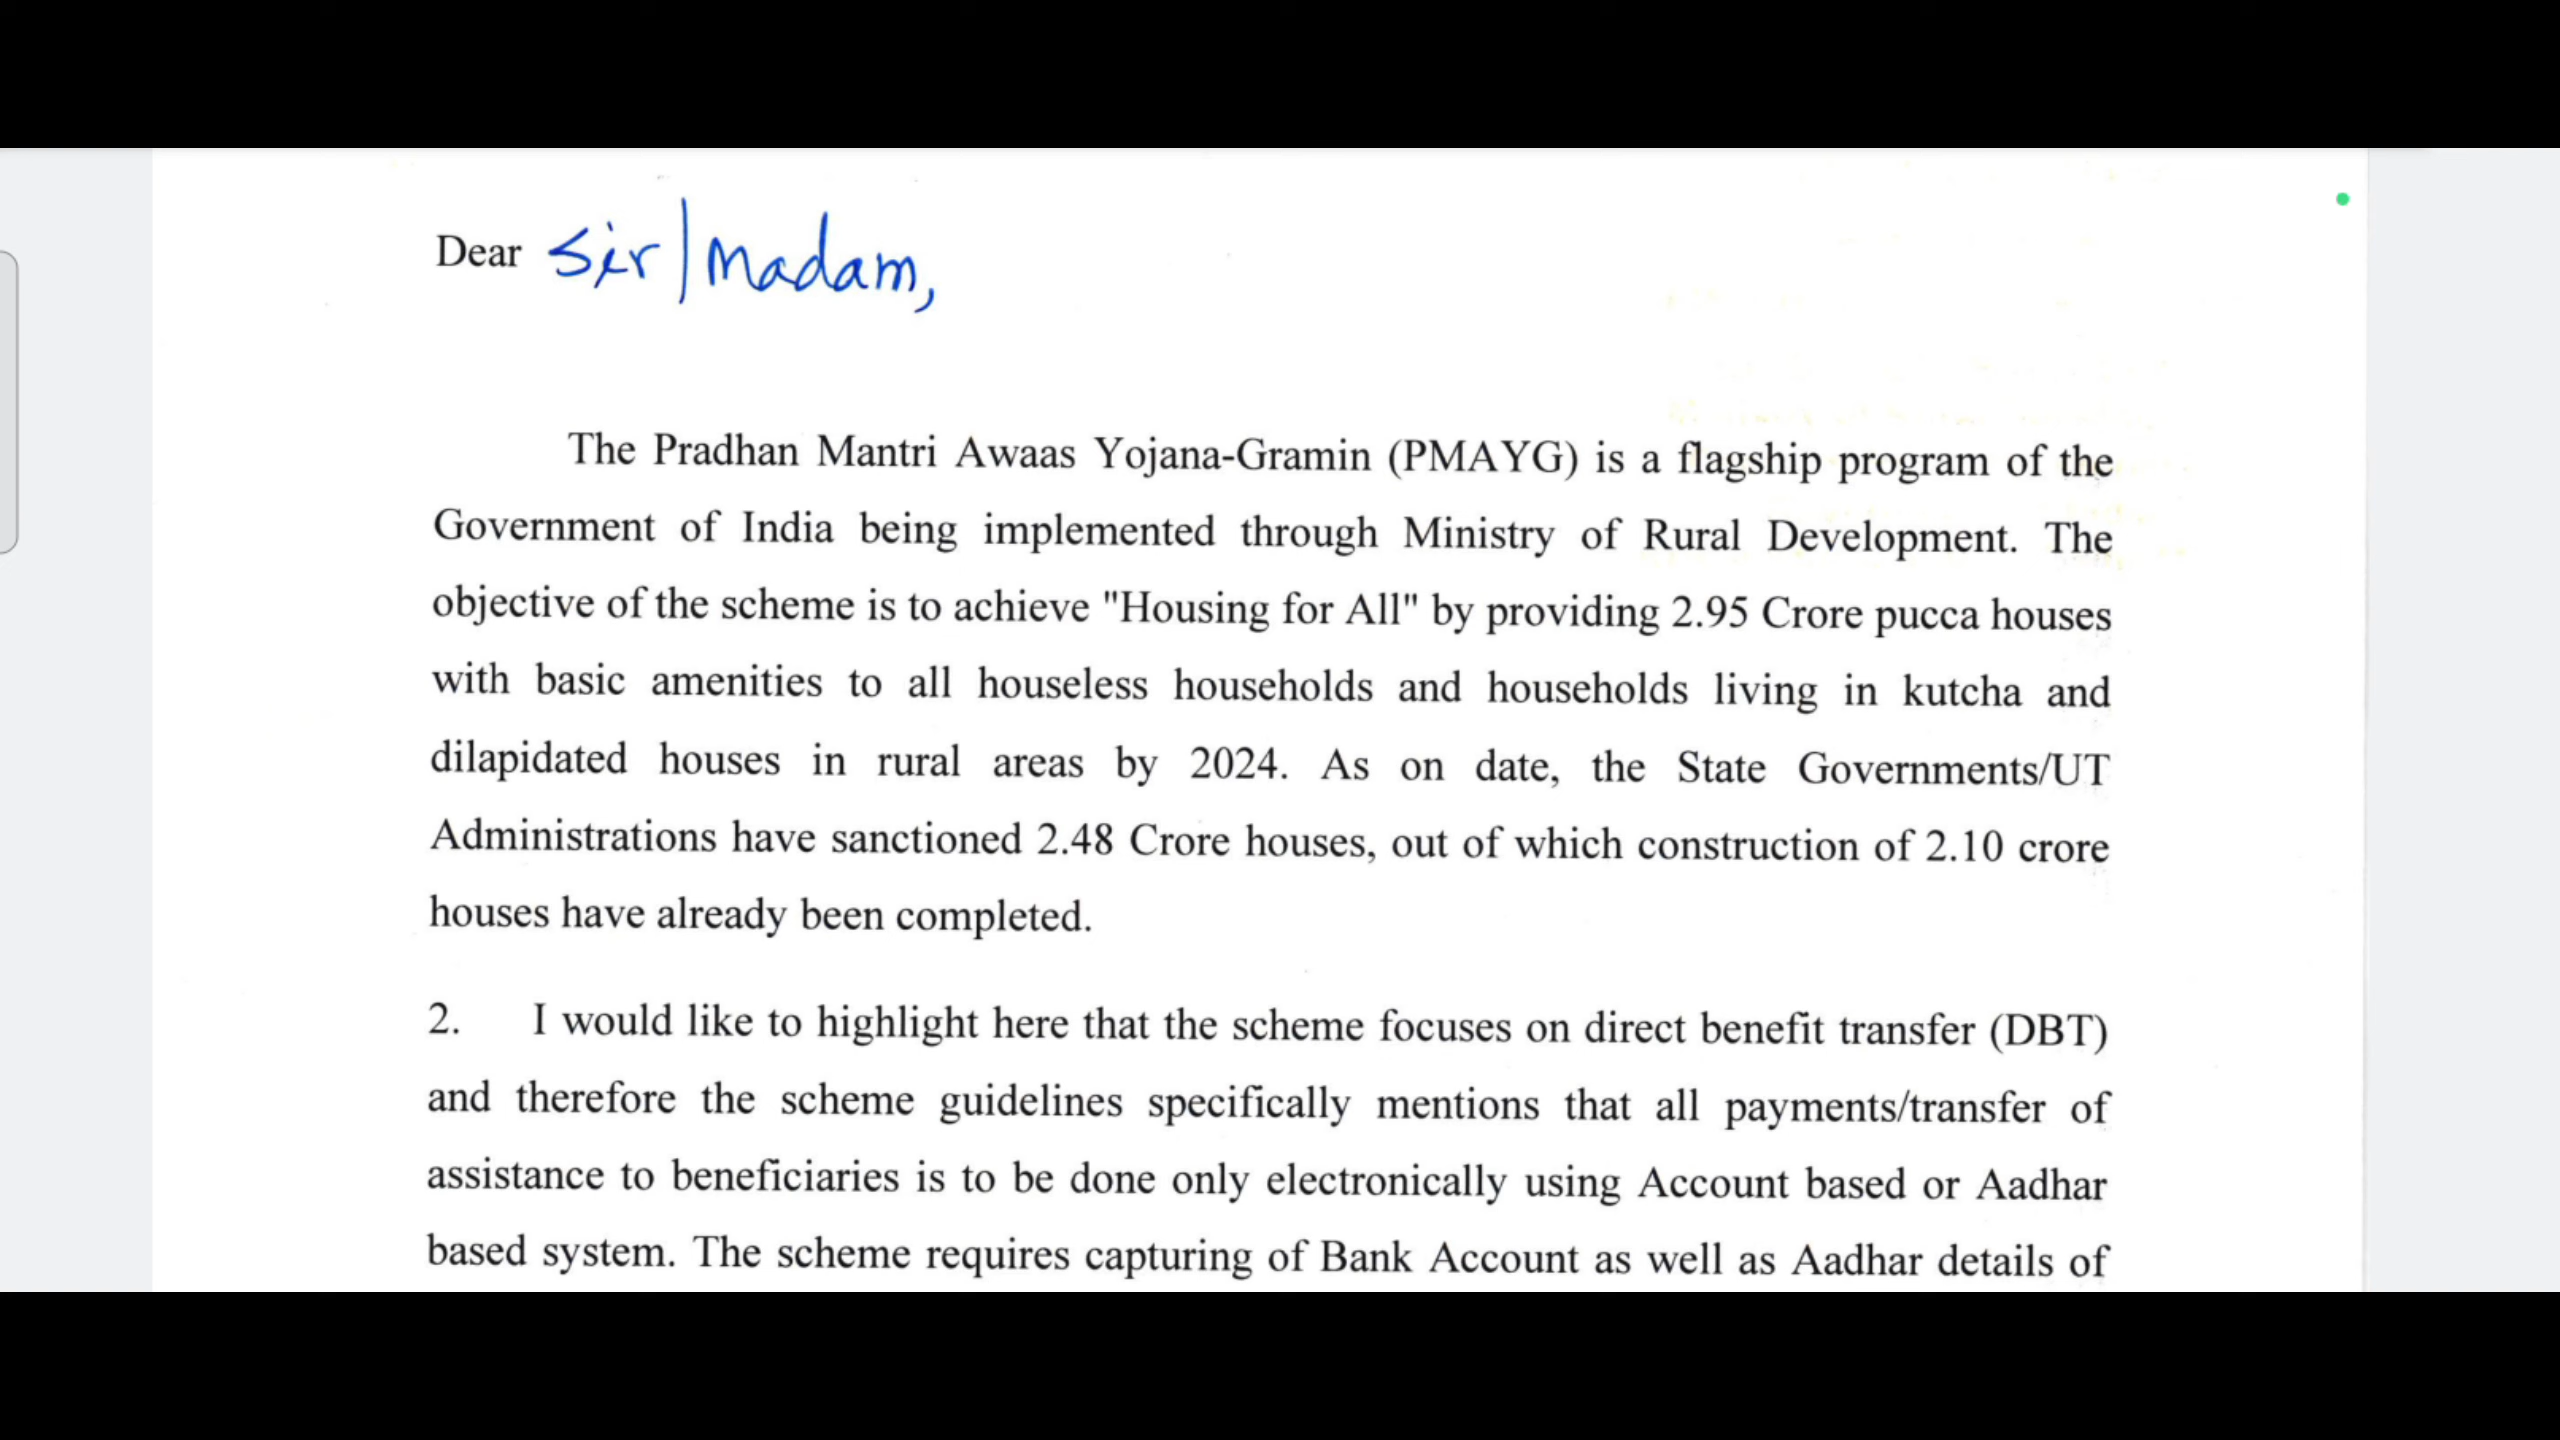 Dear Sir/Madam,
The Pradhan Mantri Awaas Yojana-Gramin (PMAYG) is a flagship program of the
Government of India being implemented through Ministry of Rural Development. The
objective of the scheme is to achieve "Housing for All" by providing 2.95 Crore pucca houses
with basic amenities to all houseless households and households living in kutcha and
dilapidated houses in rural areas by 2024. As on date, the State Governments/UT
Administrations have sanctioned 2.48 Crore houses, out of which construction of 2.10 crore
houses have already been completed.
2. I would like to highlight here that the scheme focuses on direct benefit transfer (DBT)
and therefore the scheme guidelines specifically mentions that all payments/transfer of
assistance to beneficiaries is to be done only electronically using Account based or Aadhar
based system. The scheme requires capturing of Bank Account as well as Aadhar details of